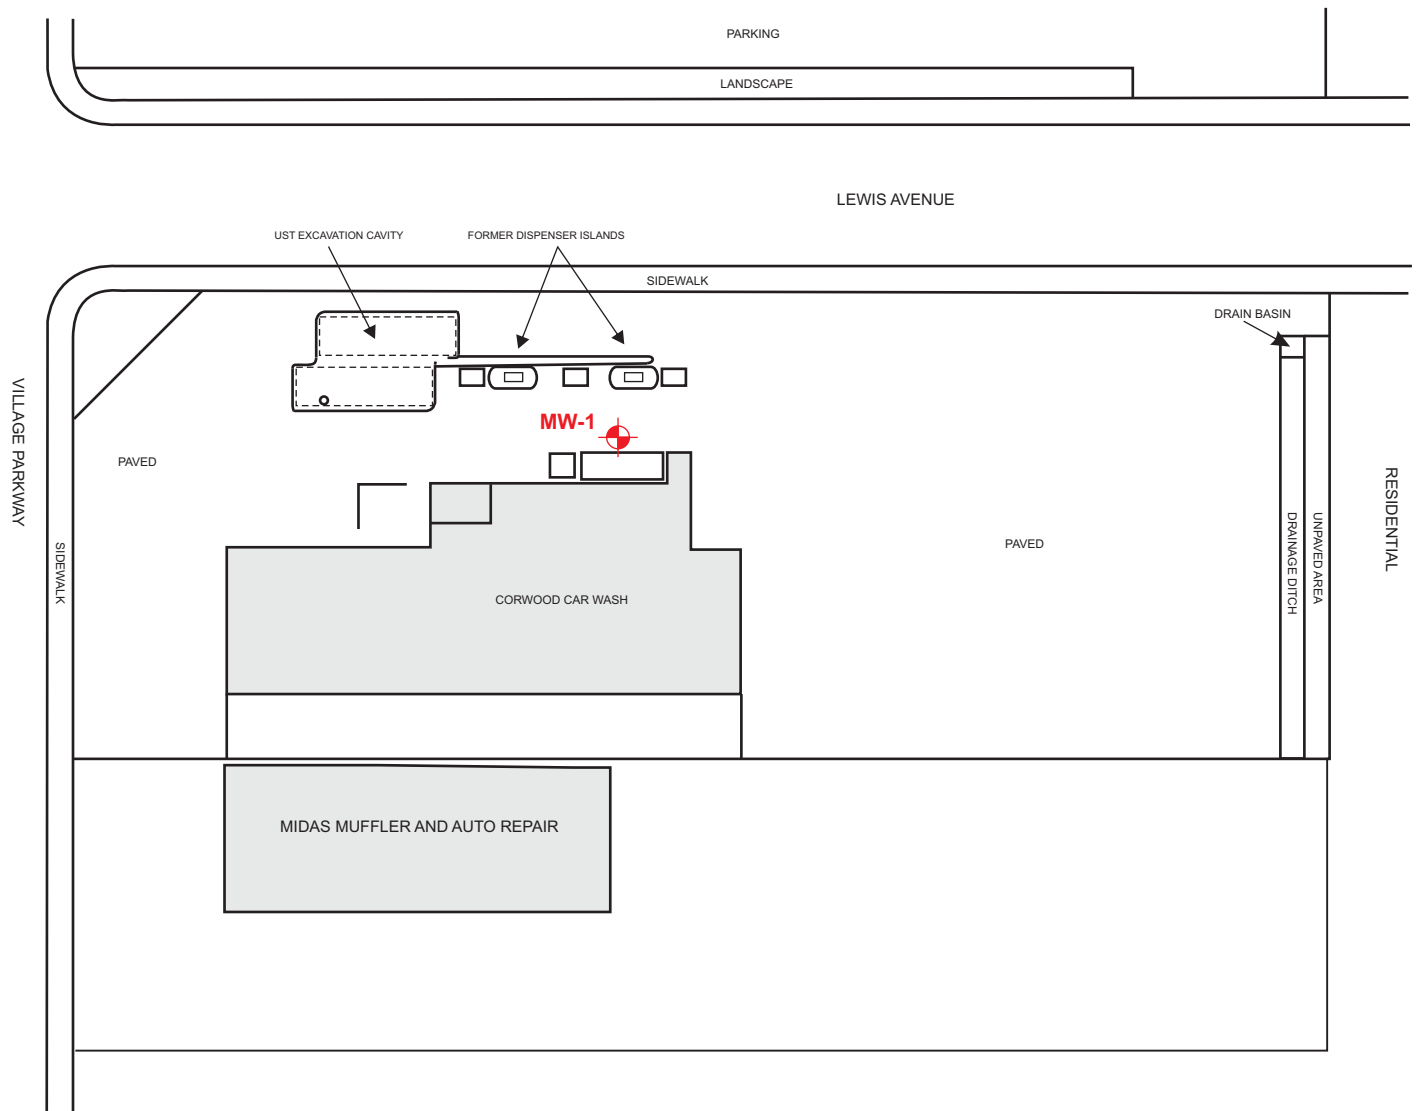 PARKING
LANDSCAPE
LEWIS AVENUE
UST EXCAVATION CAVITY
FORMER DISPENSER ISLANDS
SIDEWALK
DRAIN BASIN
VILLAGE PARKWAY
MW-1
PAVED
RESIDENTIAL
SIDEWALK
PAVED
DRAINAGE DITCH
UNPAVED AREA
CORWOOD CAR WASH
MIDAS MUFFLER AND AUTO REPAIR